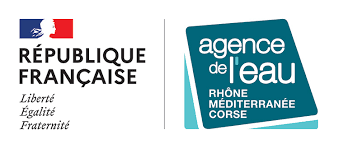 RÉPUBLIQUE
FRANÇAISE
Liberté
Égalité
Fraternité
agence
de l'eau
RHÔNE
MÉDITERRANÉE
CORSE